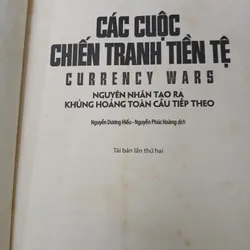 CÁC CUỘC
CHIẾN TRANH TIỀN TỆ
CURRENCY WARS
NGUYÊN NHÂN TẠO RA
KHỦNG HOẢNG TOÀN CẦU TIẾP THEO
Nguyễn Dương Hiếu - Nguyễn Phúc Hoàng dịch
Tái bản lần thứ hai